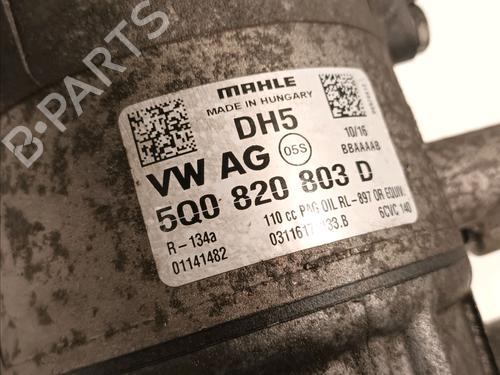 MAHLE
MADE IN HUNGARY
DH5
10/16
BBAAAAB
VW AG 05S
5Q0 820 803 D
R-134a
110 cc PAG OIL RL-897 OR EQUIV.
6CVC 140
01141482
B-PARTS